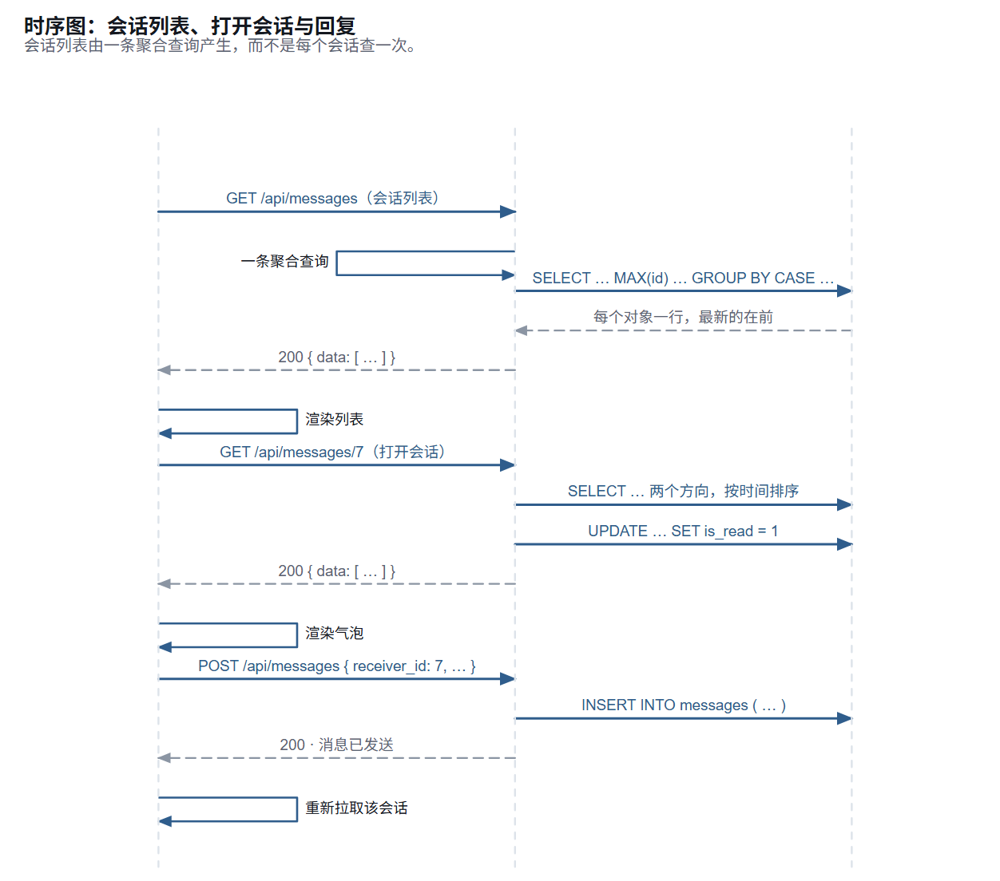 时序图：会话列表、打开会话与回复
会话列表由一条聚合查询产生，而不是每个会话查一次。
GET /api/messages（会话列表）
一条聚合查询
SELECT … MAX(id) … GROUP BY CASE …
每个对象一行，最新的在前
200 { data: [ … ] }
渲染列表
GET /api/messages/7（打开会话）
SELECT … 两个方向，按时间排序
UPDATE … SET is_read = 1
200 { data: [ … ] }
渲染气泡
POST /api/messages { receiver_id: 7, … }
INSERT INTO messages ( … )
200 · 消息已发送
重新拉取该会话